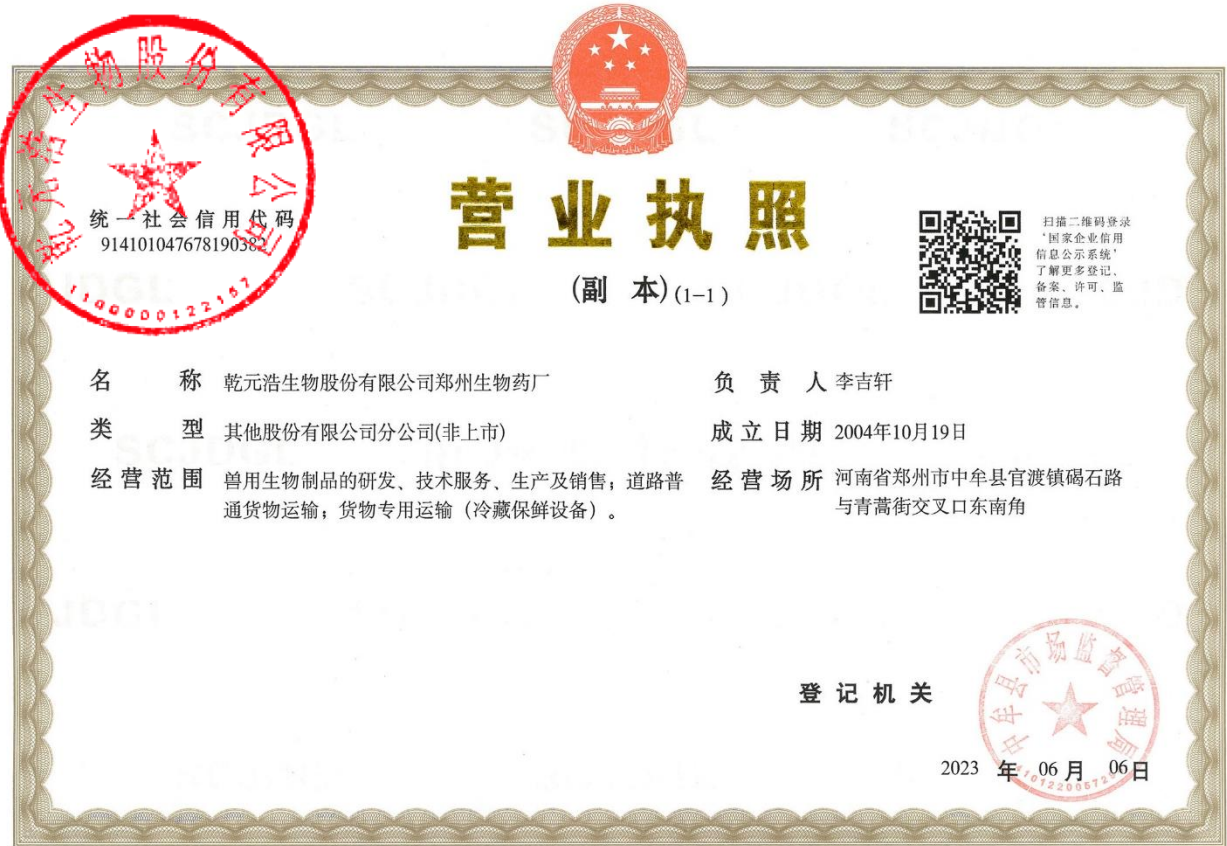 乾元浩生物股份有限公司
1100000122157
营业执照
(副 本)(1-1)
统一社会信用代码
914101047678190382
扫描二维码登录
‘国家企业信用
信息公示系统’
了解更多登记、
备案、许可、监
管信息。
名 称 乾元浩生物股份有限公司郑州生物药厂
类 型 其他股份有限公司分公司(非上市)
经营范围 兽用生物制品的研发、技术服务、生产及销售；道路普
通货物运输；货物专用运输（冷藏保鲜设备）。
负 责 人 李吉轩
成立日期 2004年10月19日
经营场所 河南省郑州市中牟县官渡镇碣石路
与青蒿街交叉口东南角
登记机关
中牟县市场监督管理局
2023 年 06 月 06 日